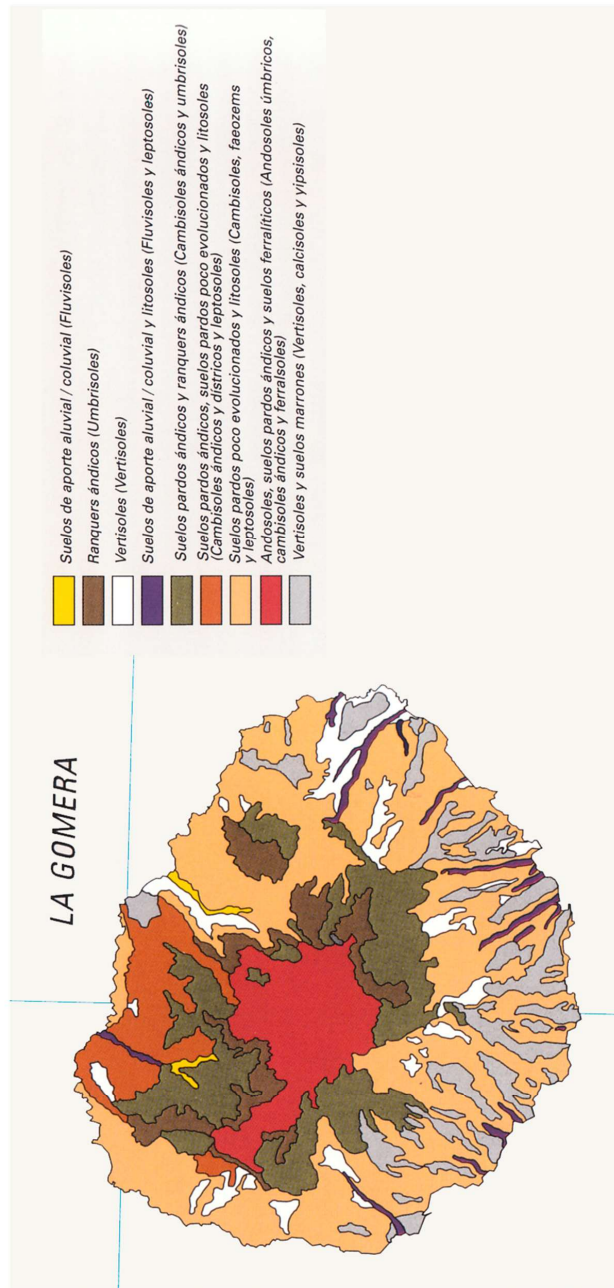 LA GOMERA
Suelos de aporte aluvial / coluvial (Fluvisoles)
Ranquers ándicos (Umbrisoles)
Vertisoles (Vertisoles)
Suelos de aporte aluvial / coluvial y litosoles (Fluvisoles y leptosoles)
Suelos pardos ándicos y ranquers ándicos (Cambisoles ándicos y umbrisoles)
Suelos pardos ándicos, suelos pardos poco evolucionados y litosoles
(Cambisoles ándicos y dístricos y leptosoles)
Suelos pardos poco evolucionados y litosoles (Cambisoles, faeozems
y leptosoles)
Andosoles, suelos pardos ándicos y suelos ferralíticos (Andosoles úmbricos,
cambisoles ándicos y ferralsoles)
Vertisoles y suelos marrones (Vertisoles, calcisoles y yipsisoles)